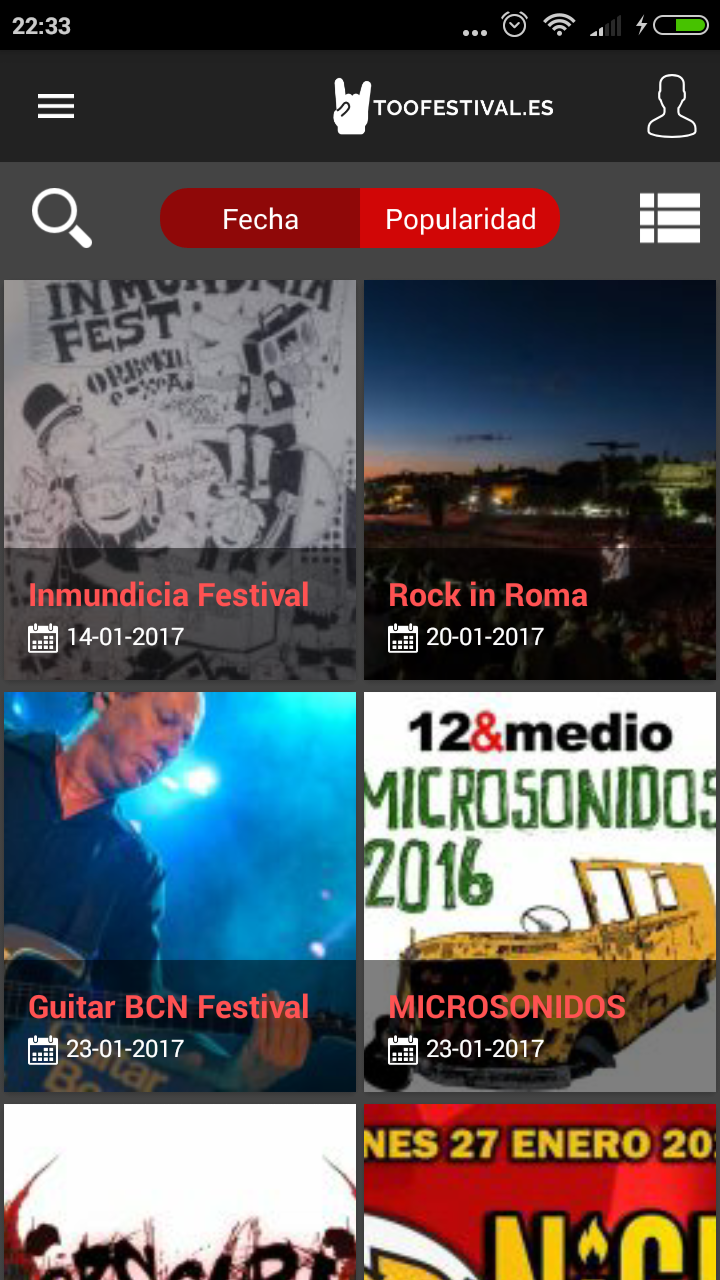 22:33
TOOFESTIVAL.ES
Fecha
Popularidad
INMUNDICIA
FEST
Inmundicia Festival
14-01-2017
Rock in Roma
20-01-2017
Guitar BCN Festival
23-01-2017
12&medio
MICROSONIDOS
2016
MICROSONIDOS
23-01-2017
NES 27 ENERO 20